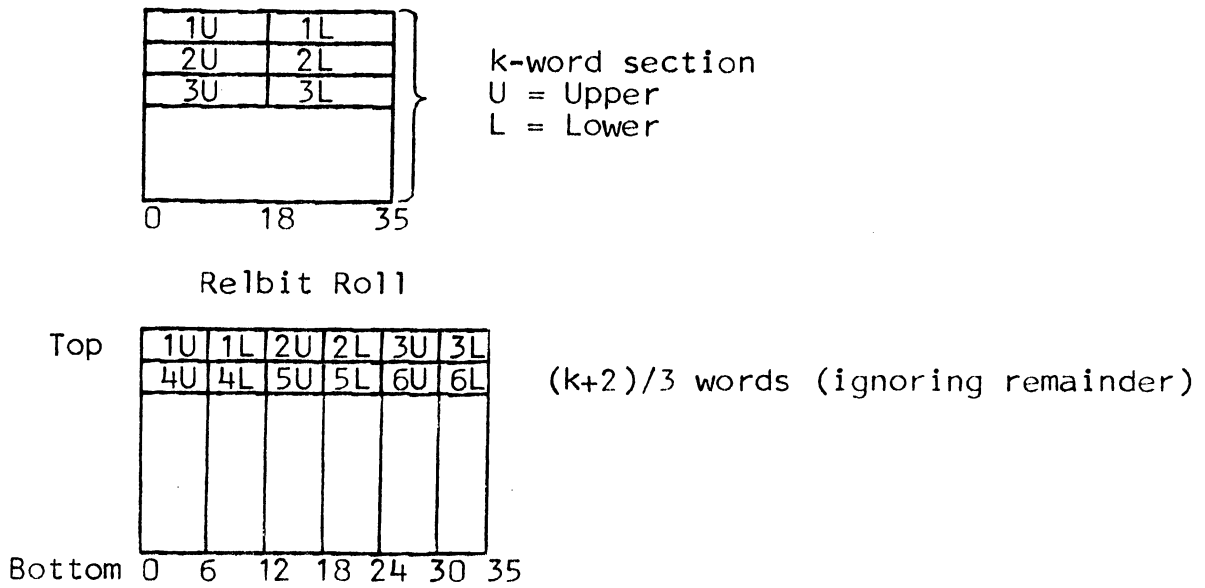 1U 1L
2U 2L
3U 3L
k-word section
U = Upper
L = Lower
0 18 35
Relbit Roll
Top 1U 1L 2U 2L 3U 3L
4U 4L 5U 5L 6U 6L (k+2)/3 words (ignoring remainder)
Bottom 0 6 12 18 24 30 35